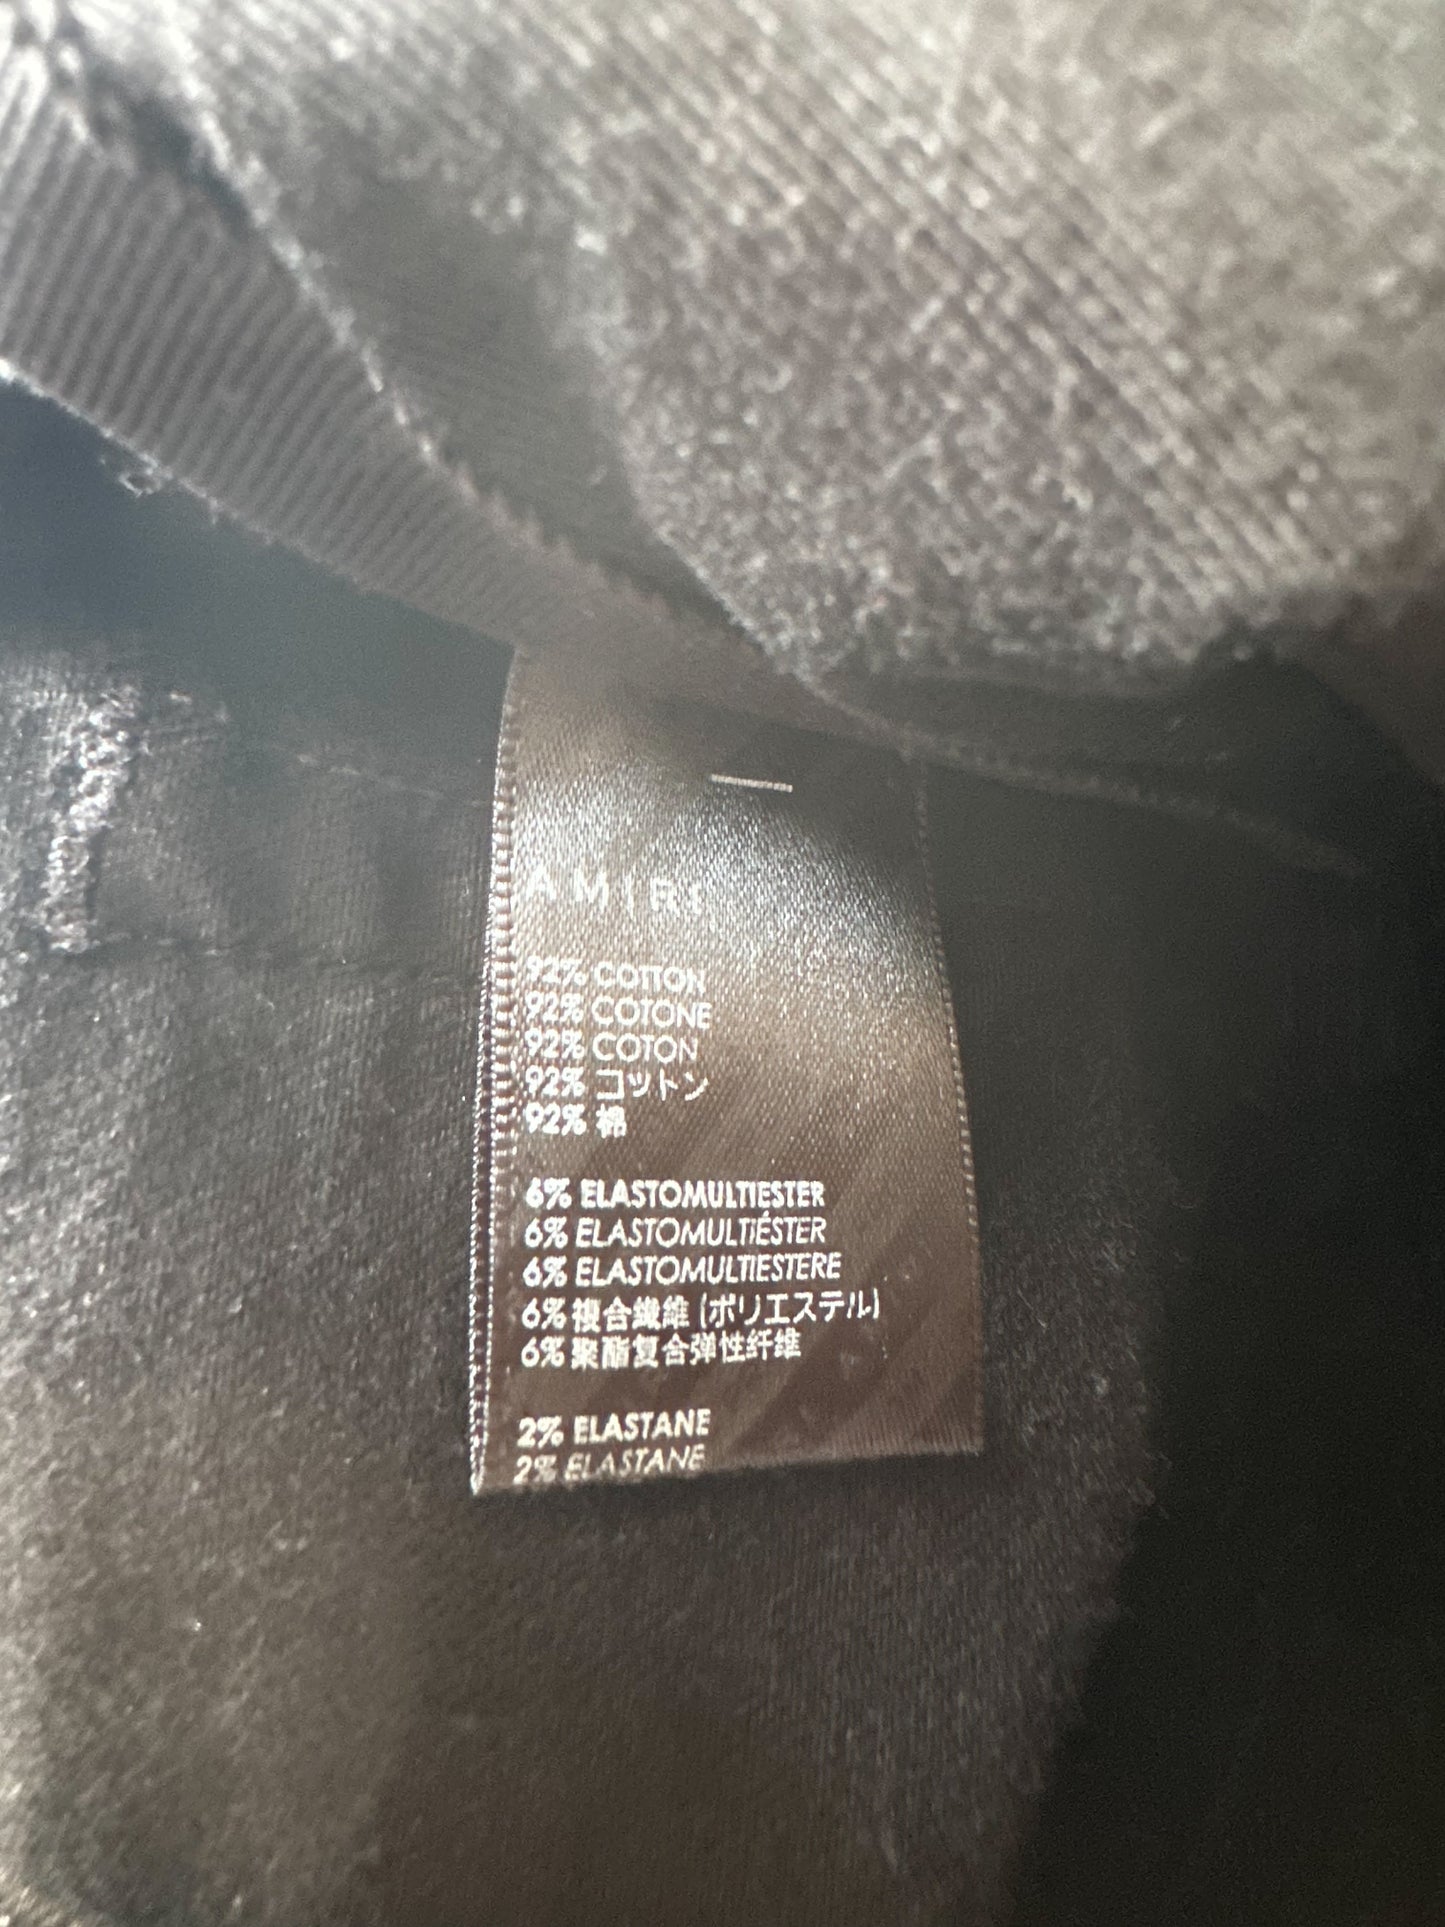 AMIRI
92% COTTON
92% COTONE
92% COTON
92% コットン
92% 棉
6% ELASTOMULTIESTER
6% ELASTOMULTIÉSTER
6% ELASTOMULTIESTERE
6% 複合繊維 (ポリエステル)
6% 聚酯复合弹性纤维
2% ELASTANE
2% ELASTANE